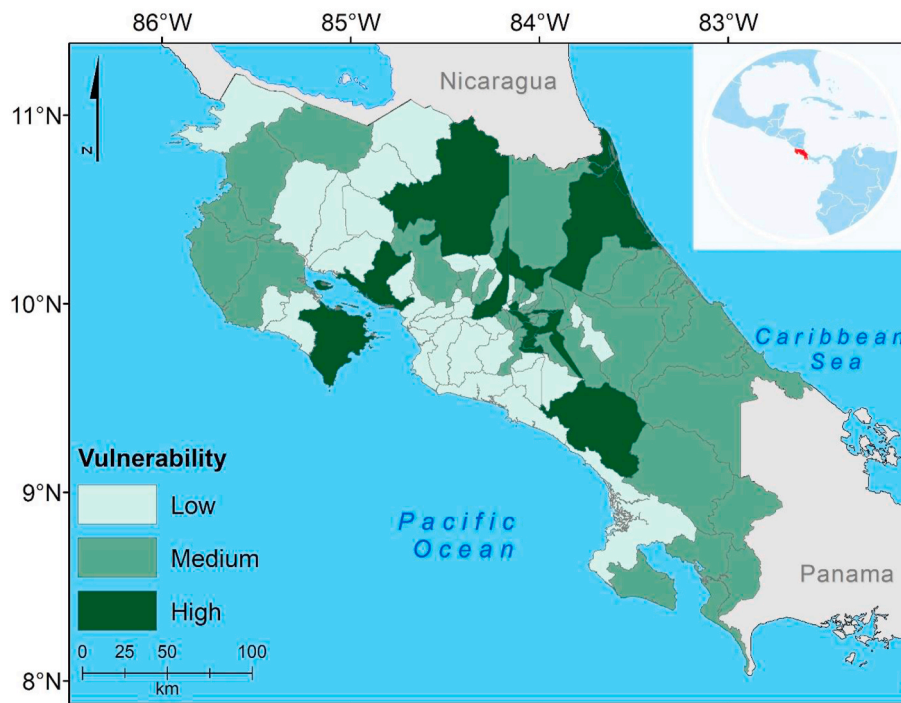 86°W 85°W 84°W 83°W
Nicaragua
11°N
N
10°N
Caribbean
Sea
Vulnerability
9°N
Low
Pacific
Ocean
Medium
Panama
High
0 25 50 100
km
8°N